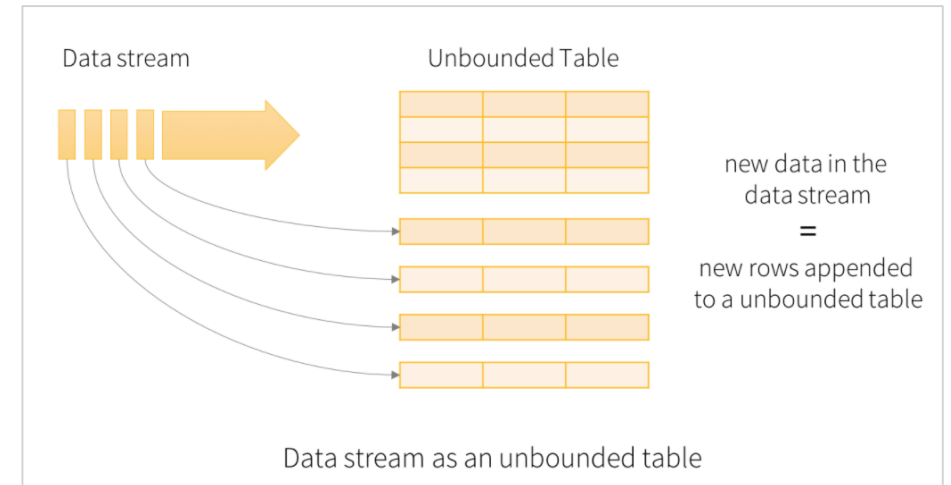 Data stream
Unbounded Table
new data in the
data stream
=
new rows appended
to a unbounded table
Data stream as an unbounded table